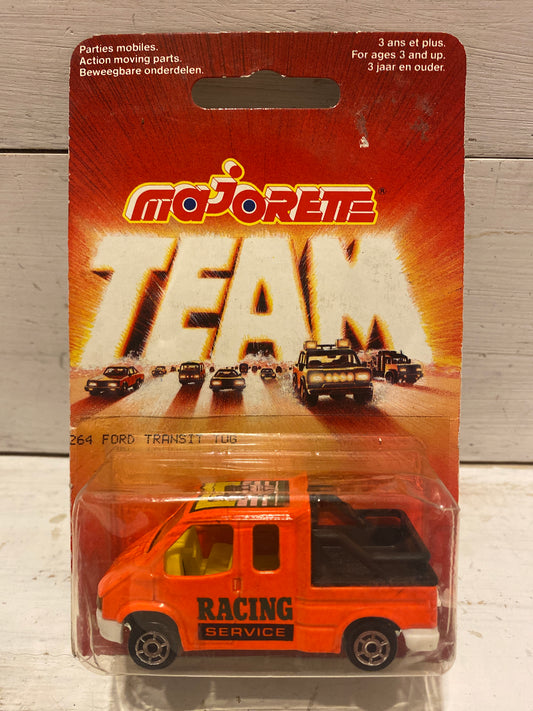 Parties mobiles.
Action moving parts.
Beweegbare onderdelen.
3 ans et plus.
For ages 3 and up.
3 jaar en ouder.
majoRette®
TEAM
264 FORD TRANSIT TUG
RACING
SERVICE